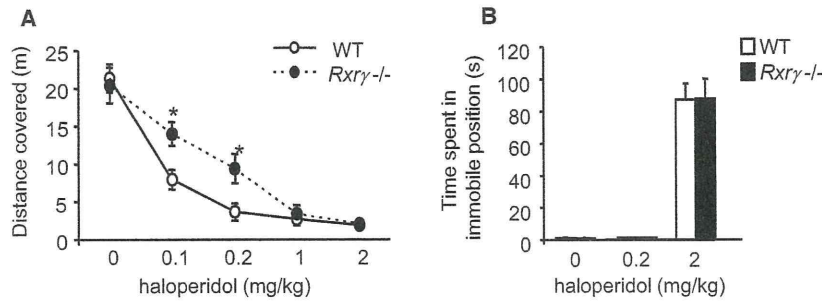 A
Distance covered (m)
25
20
15
10
5
0
WT
Rxrγ-/-
*
*
0 0.1 0.2 1 2
haloperidol (mg/kg)
B
Time spent in
immobile position (s)
120
100
80
60
40
20
0
WT
Rxrγ-/-
0 0.2 2
haloperidol (mg/kg)